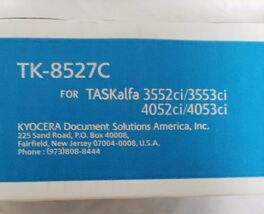 TK-8527C
FOR TASKalfa 3552ci/3553ci
4052ci/4053ci
KYOCERA Document Solutions America, Inc.
225 Sand Road, P.O. Box 40008,
Fairfield, New Jersey 07004-0008, U.S.A.
Phone : (973)808-8444